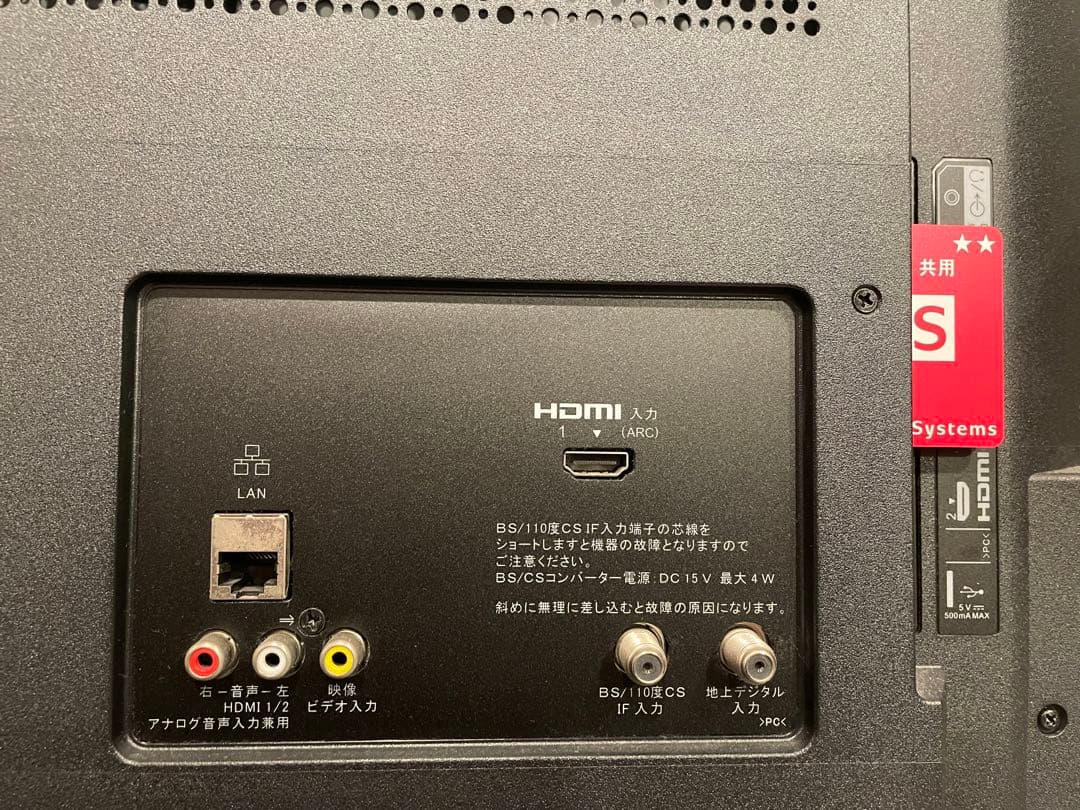 HDMI 入力
1 ▼ (ARC)
LAN
BS/110度CS IF入力端子の芯線を
ショートしますと機器の故障となりますので
ご注意ください。
BS/CSコンバーター電源:DC 15 V 最大 4 W
斜めに無理に差し込むと故障の原因になります。
⇒
右 ー音声ー 左
HDMI 1/2
アナログ音声入力兼用
映像
ビデオ入力
BS/110度CS
IF 入力
地上デジタル
入力
>PC<
★★
共用
S
Systems
2
HDMI
>PC<
5V⎓
500mA MAX